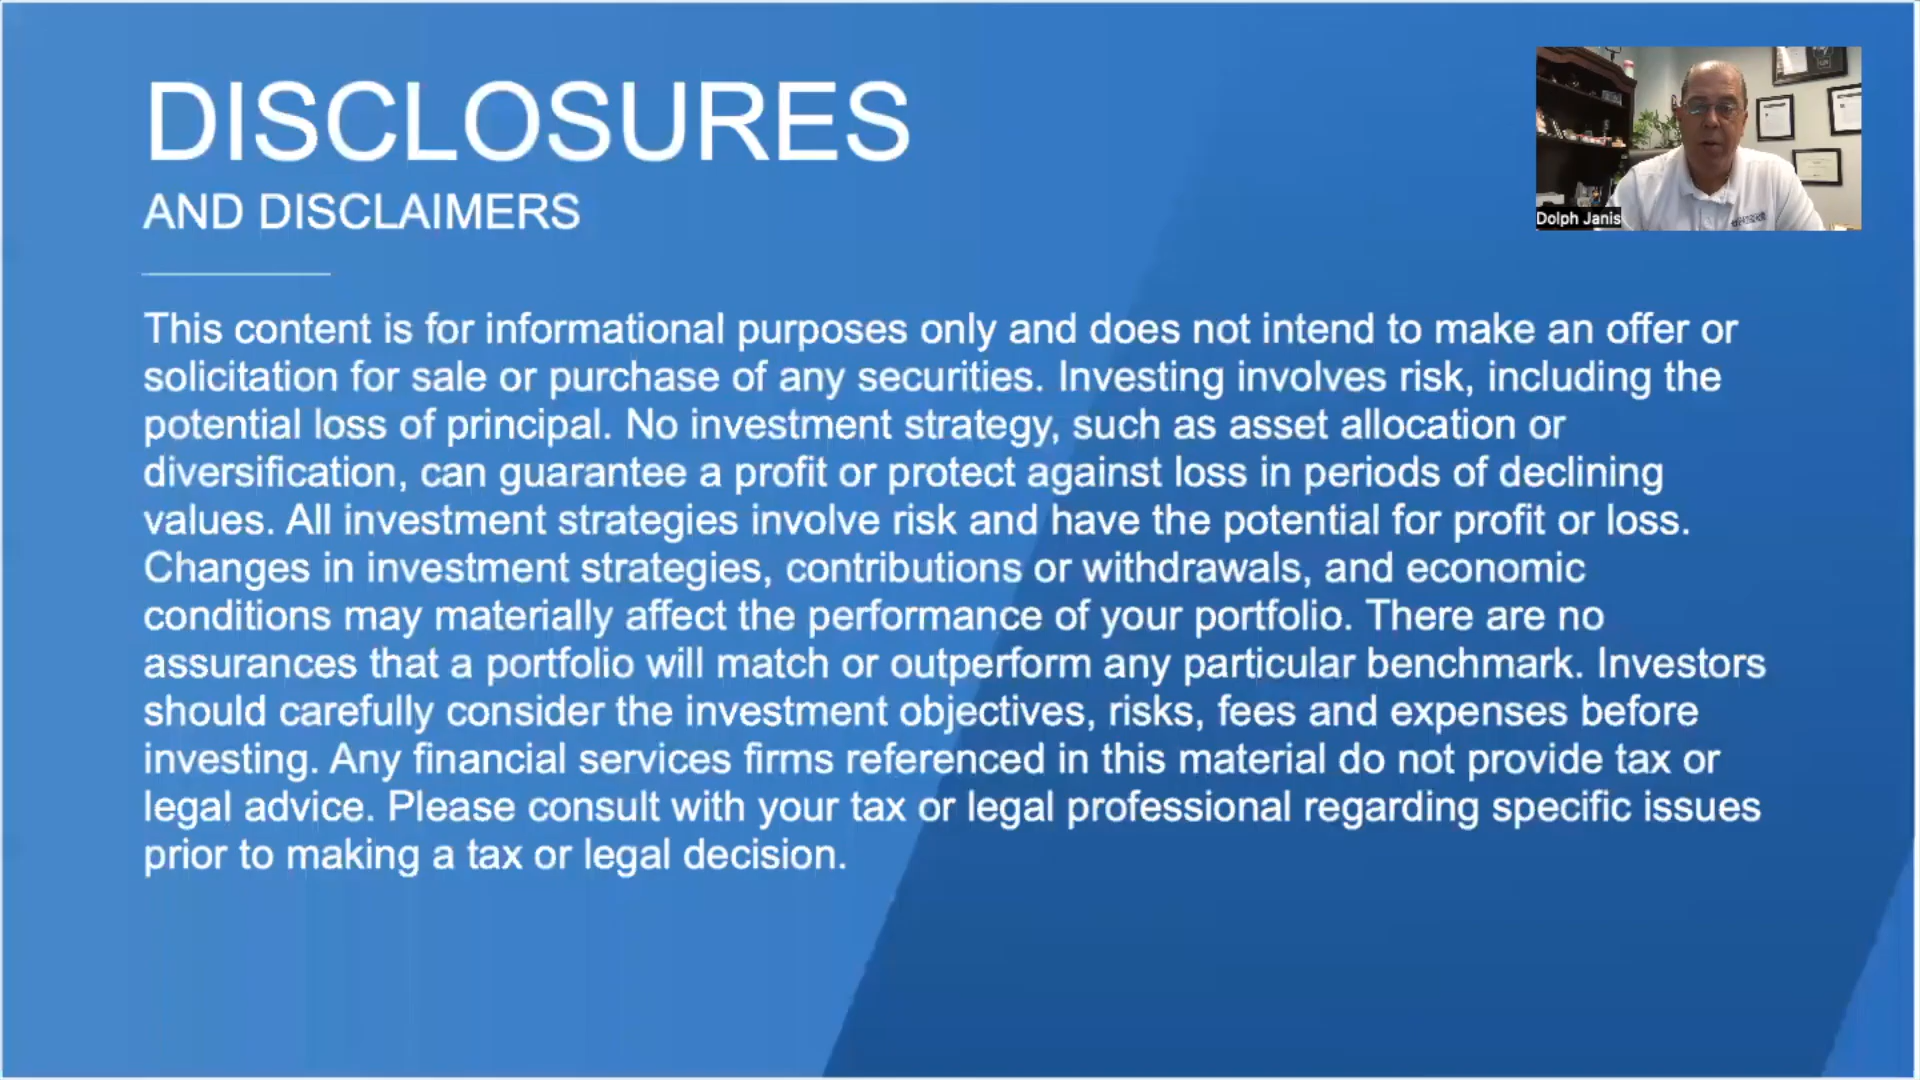 DISCLOSURES
AND DISCLAIMERS
Dolph Janis
This content is for informational purposes only and does not intend to make an offer or
solicitation for sale or purchase of any securities. Investing involves risk, including the
potential loss of principal. No investment strategy, such as asset allocation or
diversification, can guarantee a profit or protect against loss in periods of declining
values. All investment strategies involve risk and have the potential for profit or loss.
Changes in investment strategies, contributions or withdrawals, and economic
conditions may materially affect the performance of your portfolio. There are no
assurances that a portfolio will match or outperform any particular benchmark. Investors
should carefully consider the investment objectives, risks, fees and expenses before
investing. Any financial services firms referenced in this material do not provide tax or
legal advice. Please consult with your tax or legal professional regarding specific issues
prior to making a tax or legal decision.